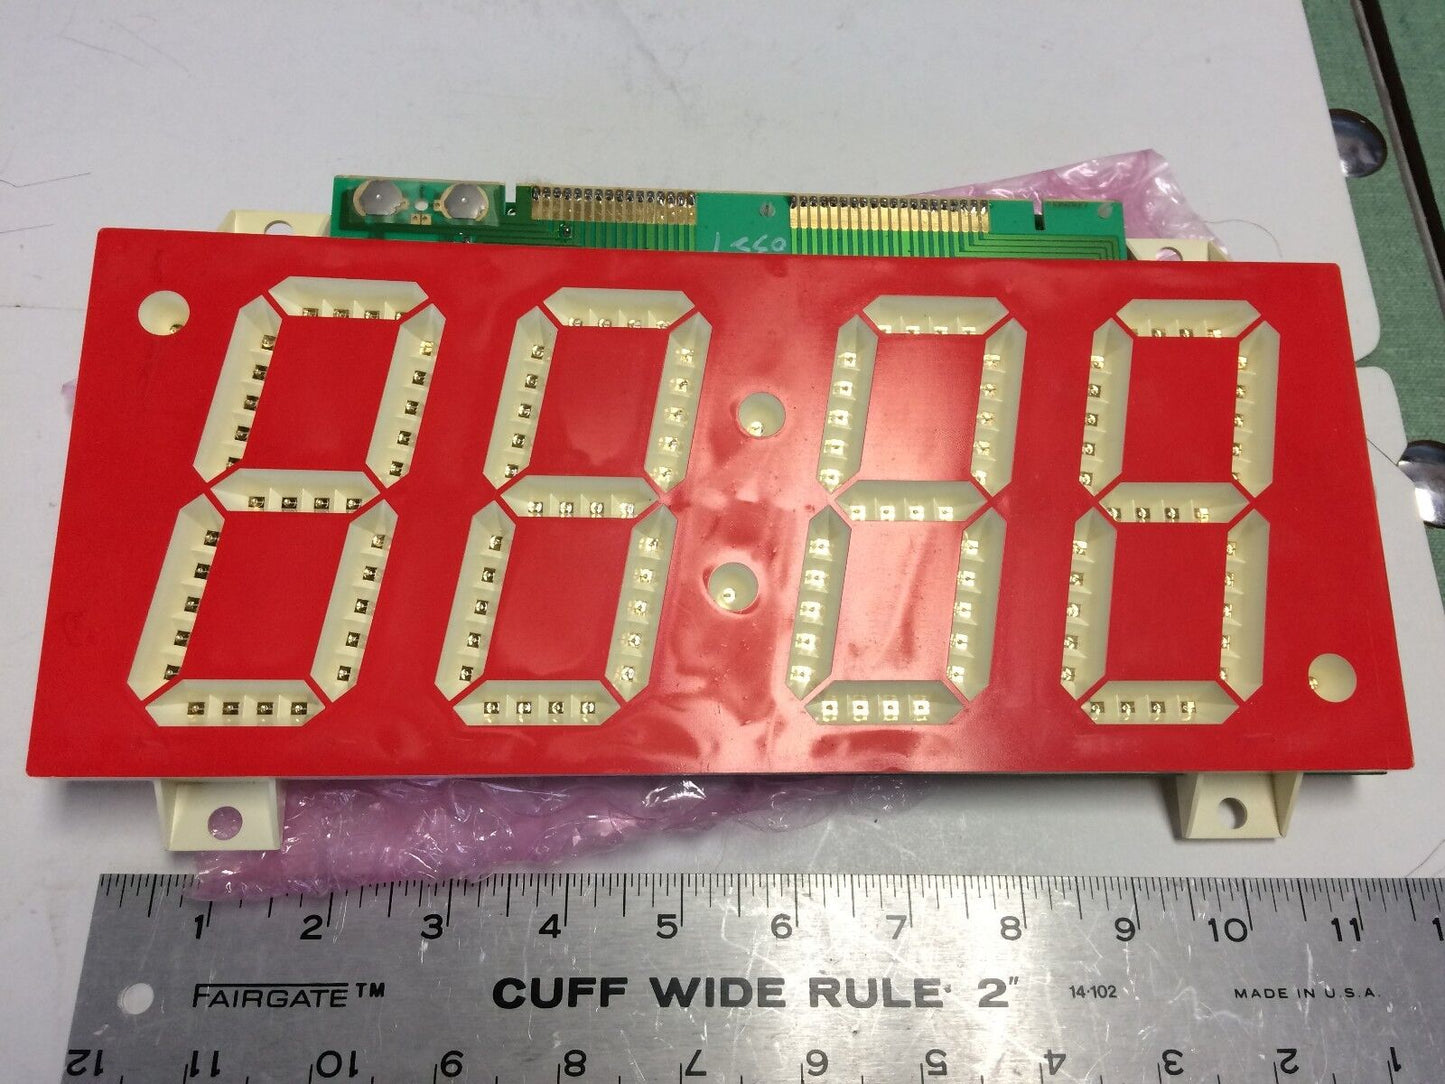 1 2 3 4 5 6 7 8 9 10 11 1
FAIRGATE™ CUFF WIDE RULE· 2" 14·102 MADE IN U.S.A.
12 11 10 9 8 7 6 5 4 3 2 1